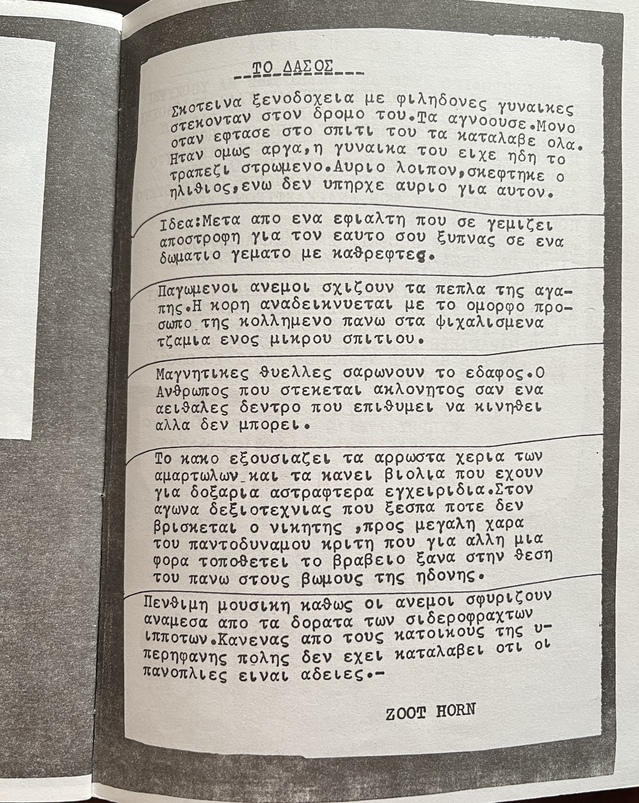 ΤΟ ΔΑΣΟΣ
Σκοτεινα ξενοδοχεια με φιληδονες γυναικες
στεκονταν στον δρομο του.Τα αγνοουσε.Μονο
οταν εφτασε στο σπιτι του τα καταλαβε ολα.
Ηταν ομως αργα,η γυναικα του ειχε ηδη το
τραπεζι στρωμενο.Αυριο λοιπον,σκεφτηκε ο
ηλιθιος,ενω δεν υπηρχε αυριο για αυτον.
Ιδεα:Μετα απο ενα εφιαλτη που σε γεμιζει
αποστροφη για τον εαυτο σου ξυπνας σε ενα
δωματιο γεματο με καθρεφτες.
Παγωμενοι ανεμοι σχιζουν τα πεπλα της αγα-
πης.Η κορη αναδεικνυεται με το ομορφο προ-
σωπο της κολλημενο πανω στα ψιχαλισμενα
τζαμια ενος μικρου σπιτιου.
Μαγνητικες θυελλες σαρωνουν το εδαφος.Ο
Ανθρωπος που στεκεται ακλονητος σαν ενα
αειθαλες δεντρο που επιθυμει να κινηθει
αλλα δεν μπορει.
Το κακο εξουσιαζει τα αρρωστα χερια των
αμαρτωλων και τα κανει βιολια που εχουν
για δοξαρια αστραφτερα εγχειριδια.Στον
αγωνα δεξιοτεχνιας που ξεσπα ποτε δεν
βρισκεται ο νικητης ,προς μεγαλη χαρα
του παντοδυναμου κριτη που για αλλη μια
φορα τοποθετει το βραβειο ξανα στην θεση
του πανω στους βωμους της ηδονης.
Πενθιμη μουσικη καθως οι ανεμοι σφυριζουν
αναμεσα απο τα δορατα των σιδεροφραχτων
ιπποτων.Κανενας απο τους κατοικους της υ-
περηφανης πολης δεν εχει καταλαβει οτι οι
πανοπλιες ειναι αδειες.-
ZOOT HORN